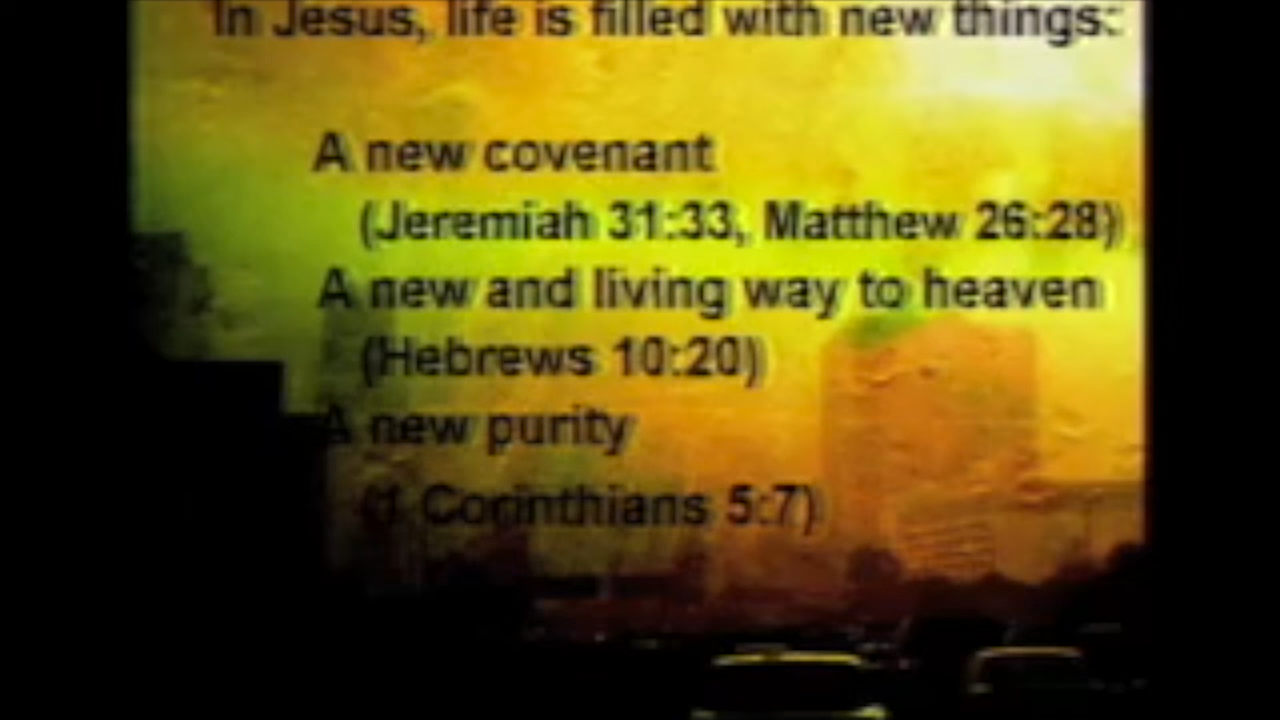 In Jesus, life is filled with new things:
A new covenant
(Jeremiah 31:33, Matthew 26:28)
A new and living way to heaven
(Hebrews 10:20)
A new purity
(1 Corinthians 5:7)